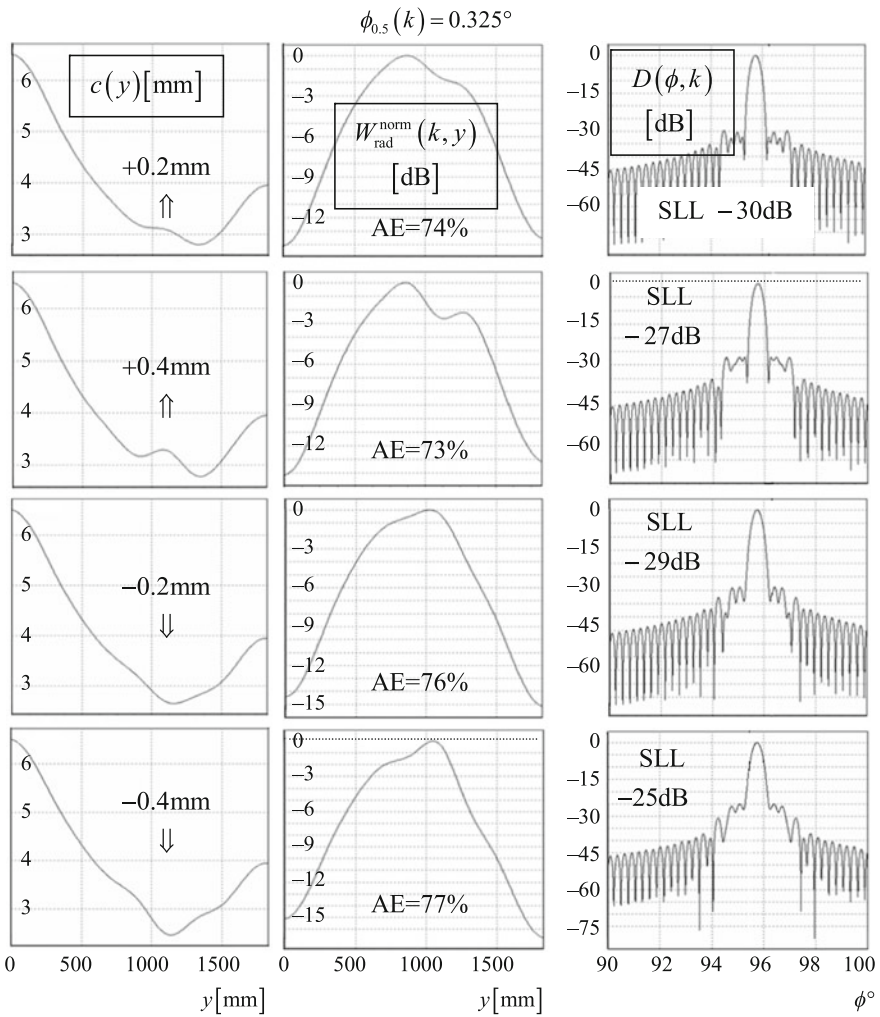 ϕ₀.₅(k) = 0.325°
c(y)[mm]
6
5
4
3
+0.2mm
⇑
0
−3
−6
−9
−12
W_rad^norm(k, y)
[dB]
AE=74%
0
−15
−30
−45
−60
D(ϕ, k)
[dB]
SLL −30dB
6
5
4
3
+0.4mm
⇑
0
−3
−6
−9
−12
AE=73%
0
−15
−30
−45
−60
SLL
−27dB
6
5
4
3
−0.2mm
⇓
0
−3
−6
−9
−12
−15
AE=76%
0
−15
−30
−45
−60
SLL
−29dB
6
5
4
3
−0.4mm
⇓
0
−3
−6
−9
−12
−15
AE=77%
0
−15
−30
−45
−60
−75
SLL
−25dB
0 500 1000 1500
y[mm]
0 500 1000 1500
y[mm]
90 92 94 96 98 100
ϕ°